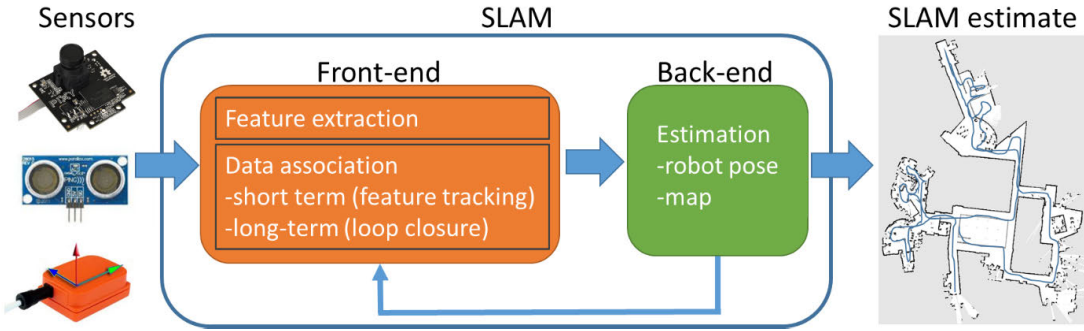 Sensors
SLAM
SLAM estimate
Front-end
Back-end
Feature extraction
Data association
-short term (feature tracking)
-long-term (loop closure)
Estimation
-robot pose
-map